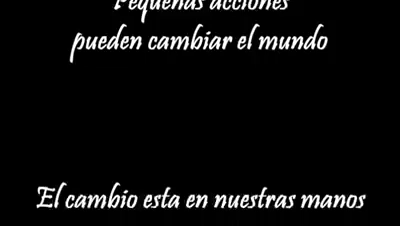 Pequeñas acciones
pueden cambiar el mundo
El cambio esta en nuestras manos